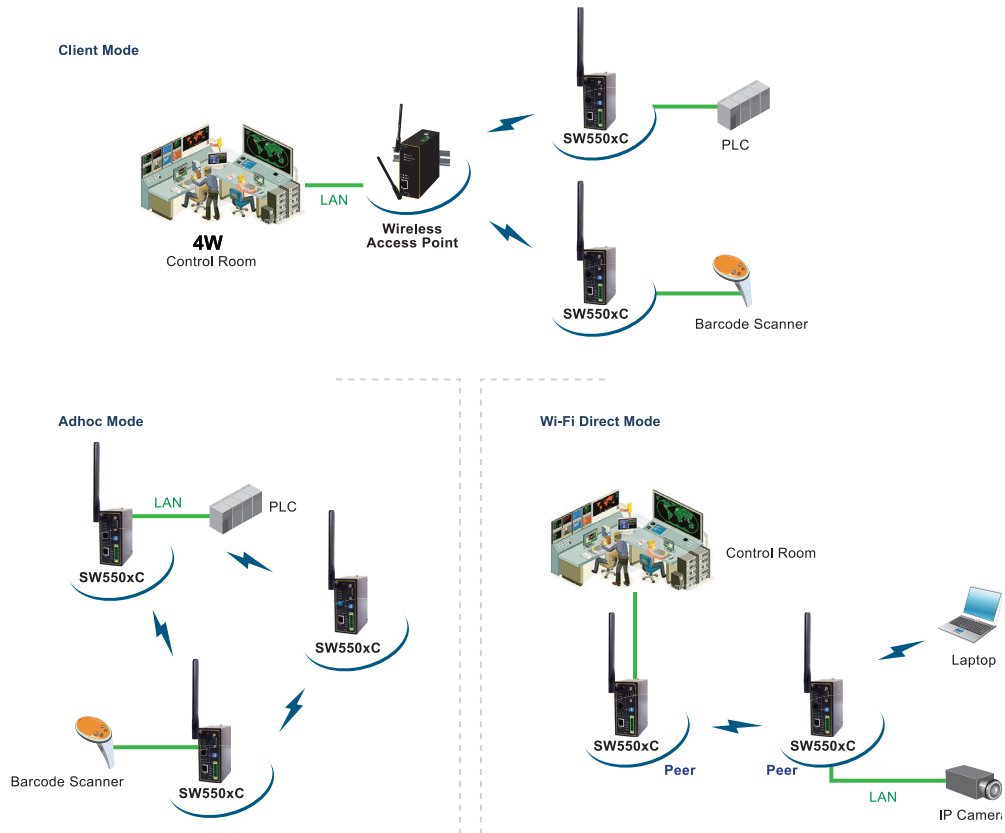 Client Mode
SW550xC
PLC
LAN
4W
Control Room
Wireless
Access Point
SW550xC
Barcode Scanner
Adhoc Mode
LAN
PLC
SW550xC
SW550xC
Barcode Scanner
SW550xC
Wi-Fi Direct Mode
Control Room
Laptop
SW550xC
SW550xC
Peer
Peer
LAN
IP Camera